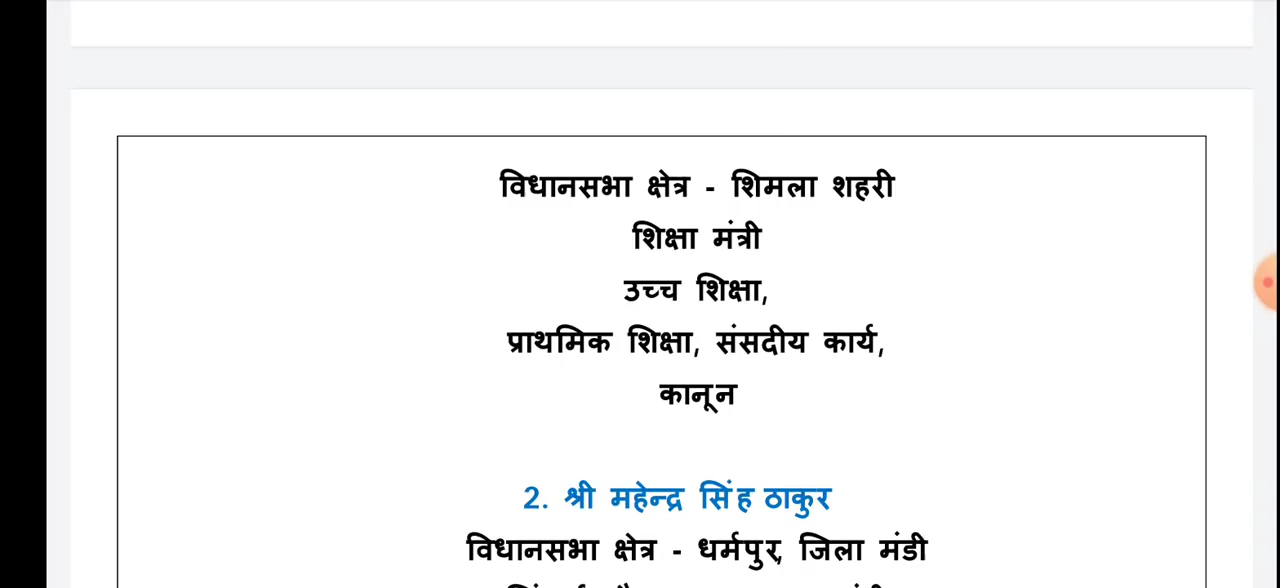 विधानसभा क्षेत्र - शिमला शहरी
शिक्षा मंत्री
उच्च शिक्षा,
प्राथमिक शिक्षा, संसदीय कार्य,
कानून
2. श्री महेन्द्र सिंह ठाकुर
विधानसभा क्षेत्र - धर्मपुर, जिला मंडी